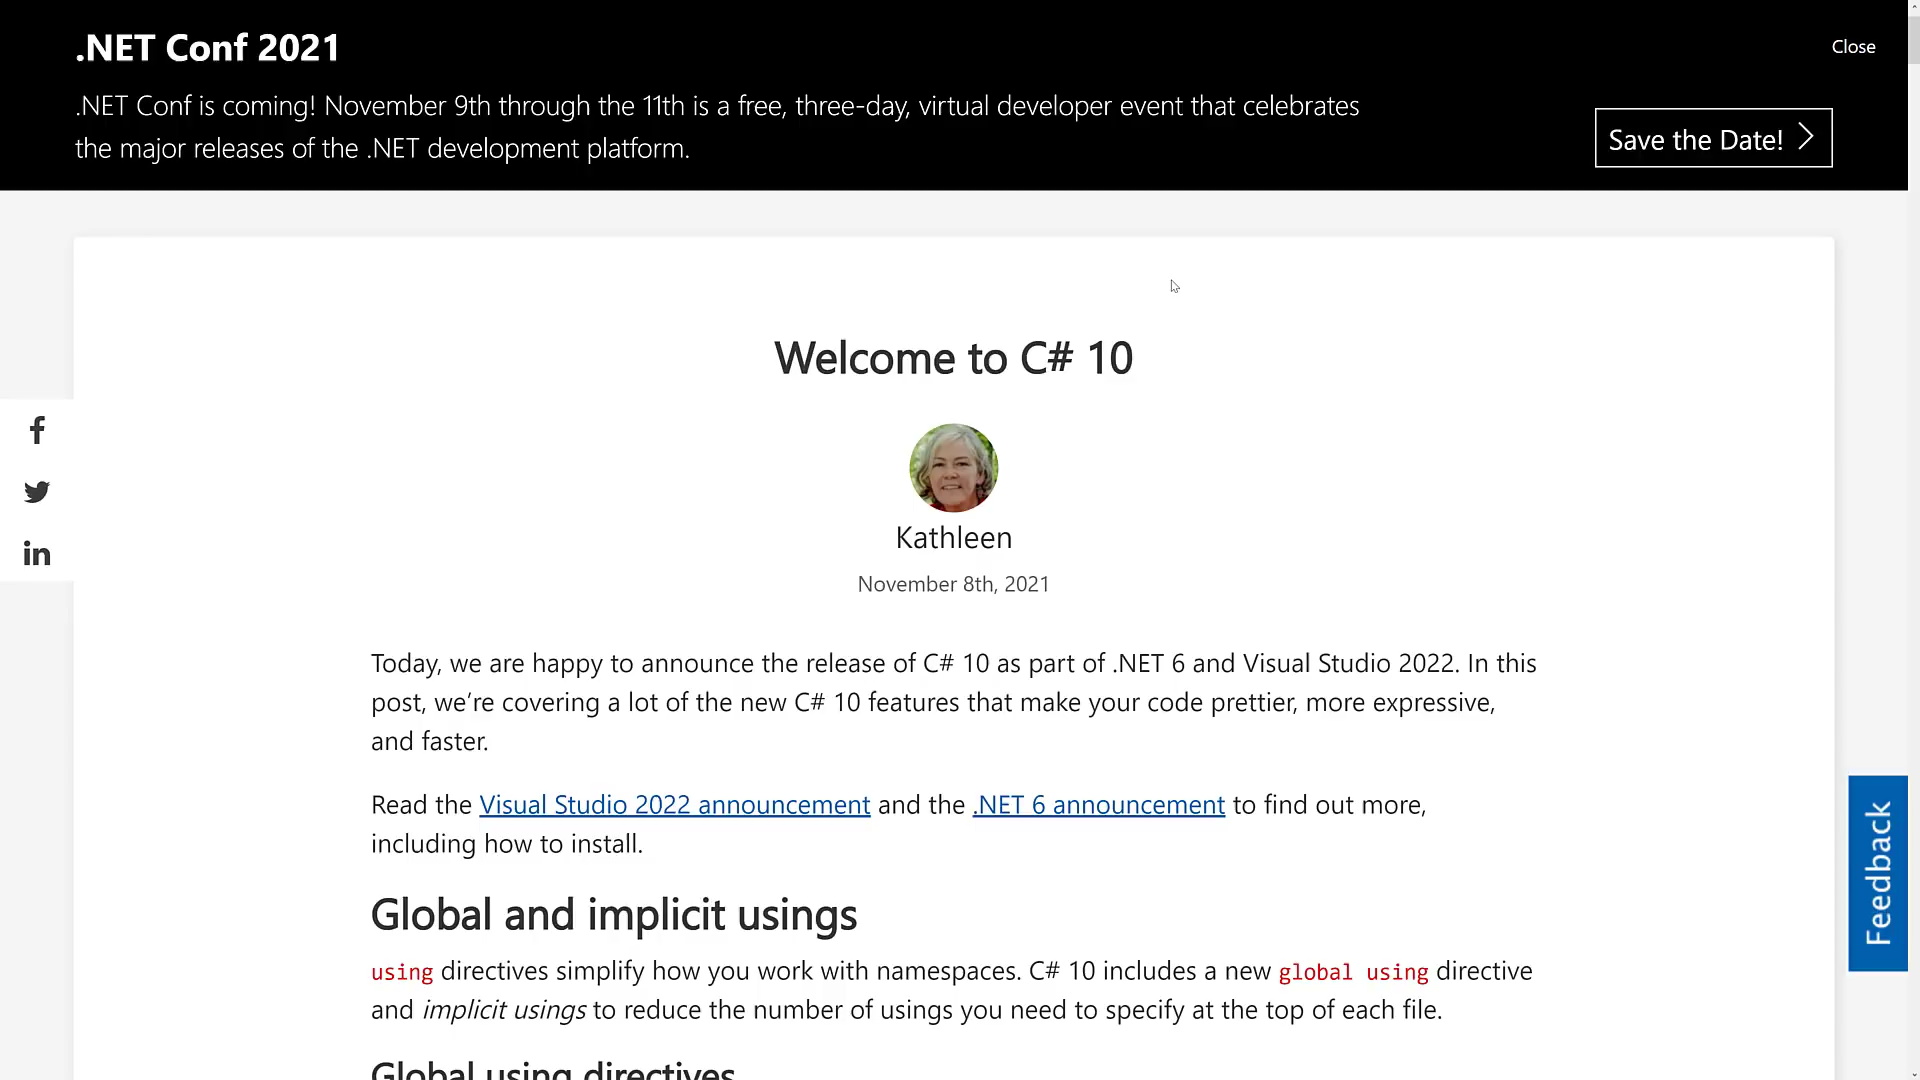 .NET Conf 2021
Close
.NET Conf is coming! November 9th through the 11th is a free, three-day, virtual developer event that celebrates
the major releases of the .NET development platform.
Save the Date!
Welcome to C# 10
Kathleen
November 8th, 2021
Today, we are happy to announce the release of C# 10 as part of .NET 6 and Visual Studio 2022. In this
post, we’re covering a lot of the new C# 10 features that make your code prettier, more expressive,
and faster.
Read the Visual Studio 2022 announcement and the .NET 6 announcement to find out more,
including how to install.
Global and implicit usings
using directives simplify how you work with namespaces. C# 10 includes a new global using directive
and implicit usings to reduce the number of usings you need to specify at the top of each file.
Global using directives
Feedback